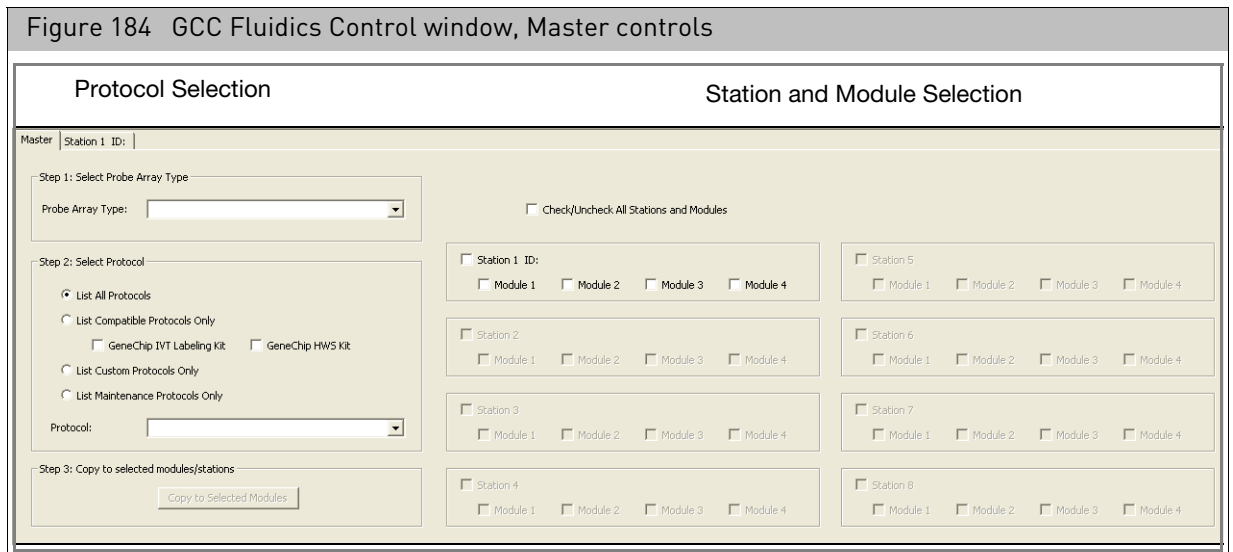 Figure 184 GCC Fluidics Control window, Master controls
Protocol Selection
Station and Module Selection
Master
Station 1 ID:
Step 1: Select Probe Array Type
Probe Array Type:
Step 2: Select Protocol
List All Protocols
List Compatible Protocols Only
GeneChip IVT Labeling Kit
GeneChip HWS Kit
List Custom Protocols Only
List Maintenance Protocols Only
Protocol:
Step 3: Copy to selected modules/stations
Copy to Selected Modules
Check/Uncheck All Stations and Modules
Station 1 ID:
Module 1 Module 2 Module 3 Module 4
Station 2
Module 1 Module 2 Module 3 Module 4
Station 3
Module 1 Module 2 Module 3 Module 4
Station 4
Module 1 Module 2 Module 3 Module 4
Station 5
Module 1 Module 2 Module 3 Module 4
Station 6
Module 1 Module 2 Module 3 Module 4
Station 7
Module 1 Module 2 Module 3 Module 4
Station 8
Module 1 Module 2 Module 3 Module 4